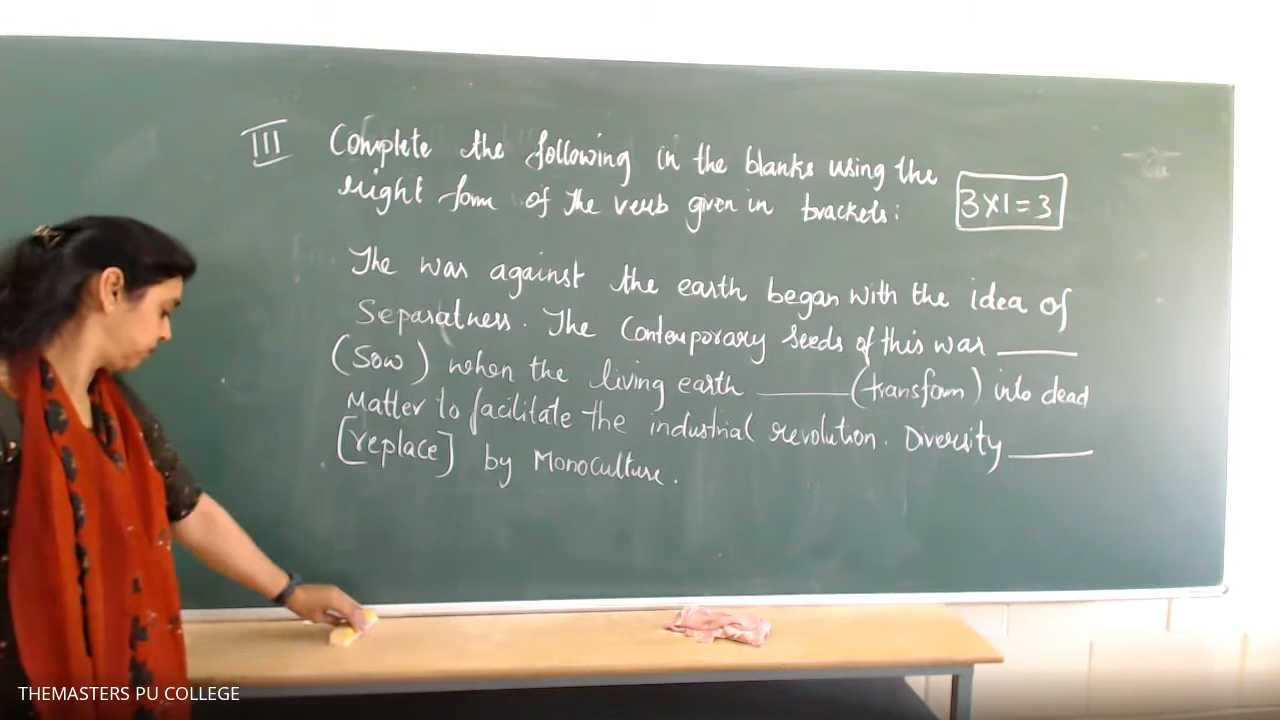 III Complete the following in the blanks using the
right form of the verb given in brackets:
3x1=3
The war against the earth began with the idea of
Separatness. The Contemporary seeds of this war ____
(Sow) when the living earth ____ (transform) into dead
Matter to facilitate the industrial revolution. Diversity ____
[replace] by Monoculture.
THEMASTERS PU COLLEGE